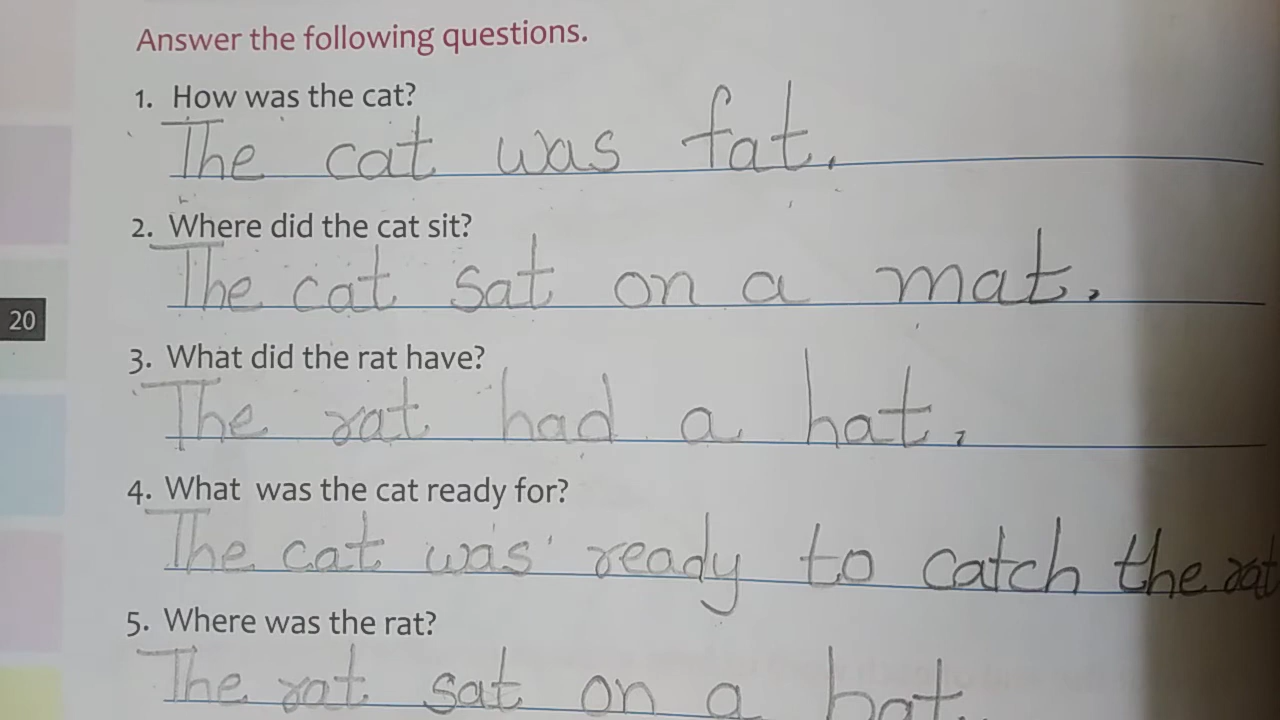 Answer the following questions.
1. How was the cat?
The cat was fat.
2. Where did the cat sit?
The cat sat on a mat.
20
3. What did the rat have?
The rat had a hat.
4. What was the cat ready for?
The cat was ready to catch the rat
5. Where was the rat?
The rat sat on a hat.